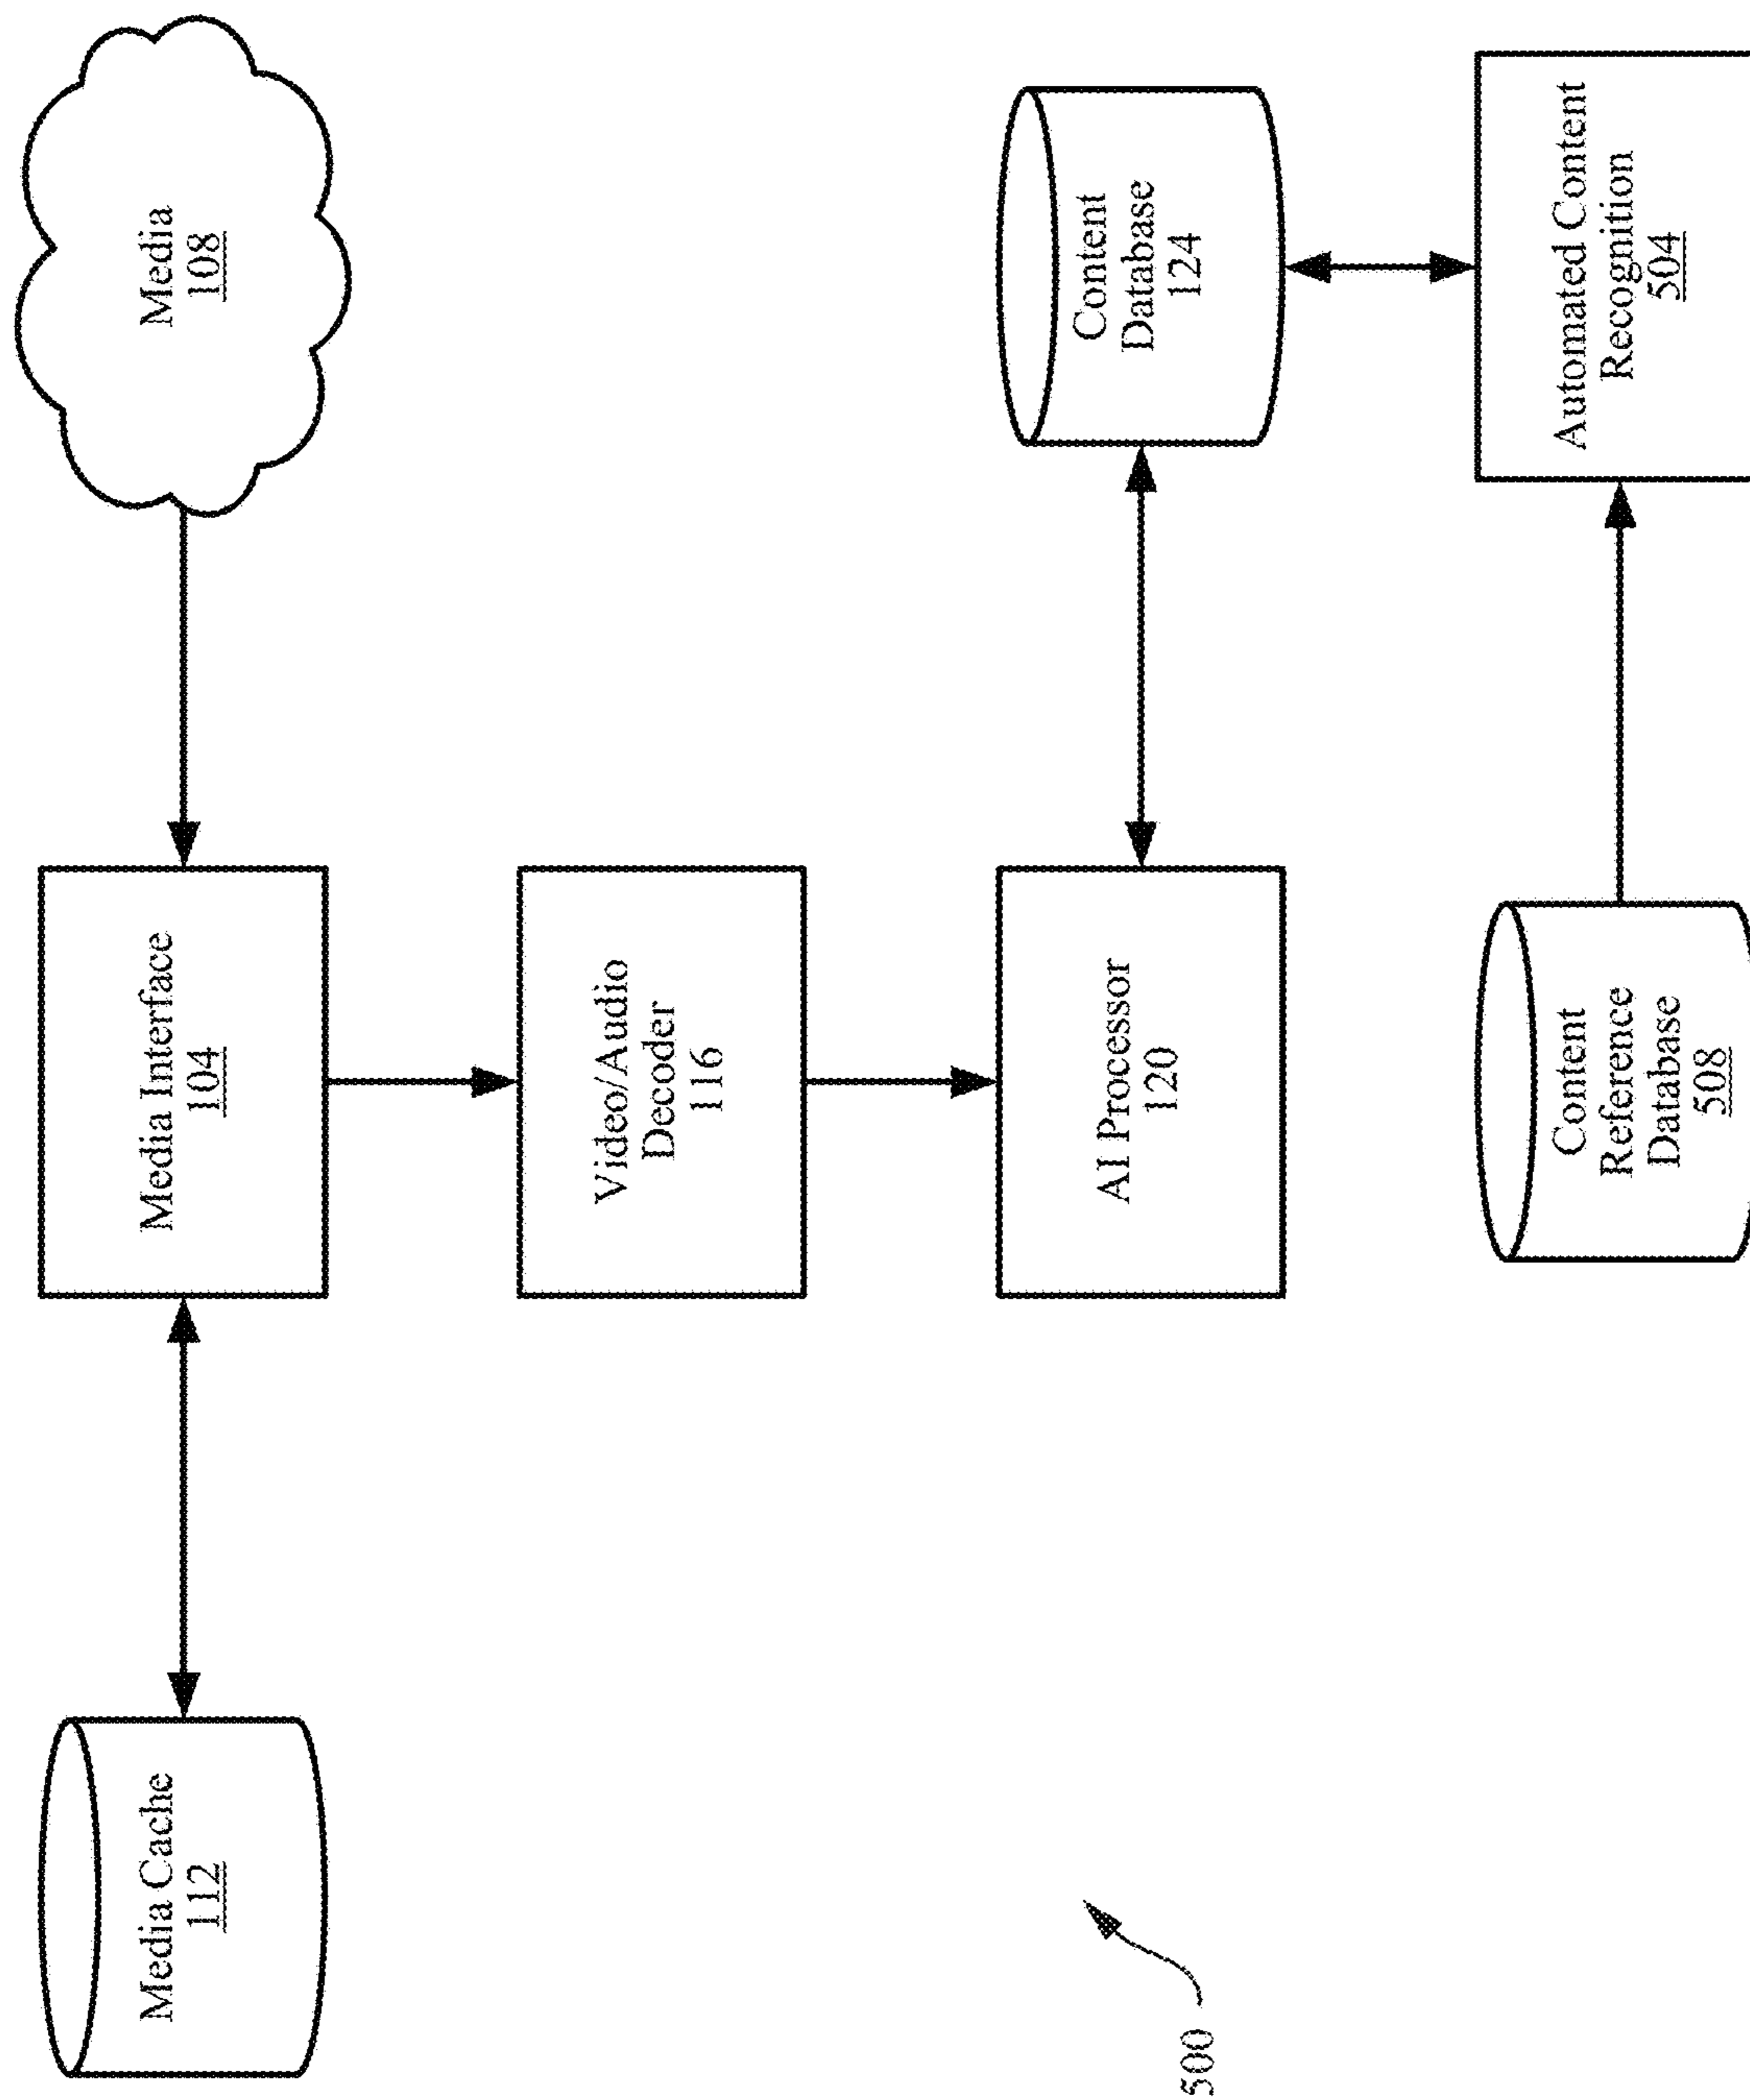 Media Cache
112
Media Interface
104
Media
108
Video/Audio
Decoder
116
AI Processor
120
Content
Database
124
Content
Reference
Database
508
Automated Content
Recognition
504
500